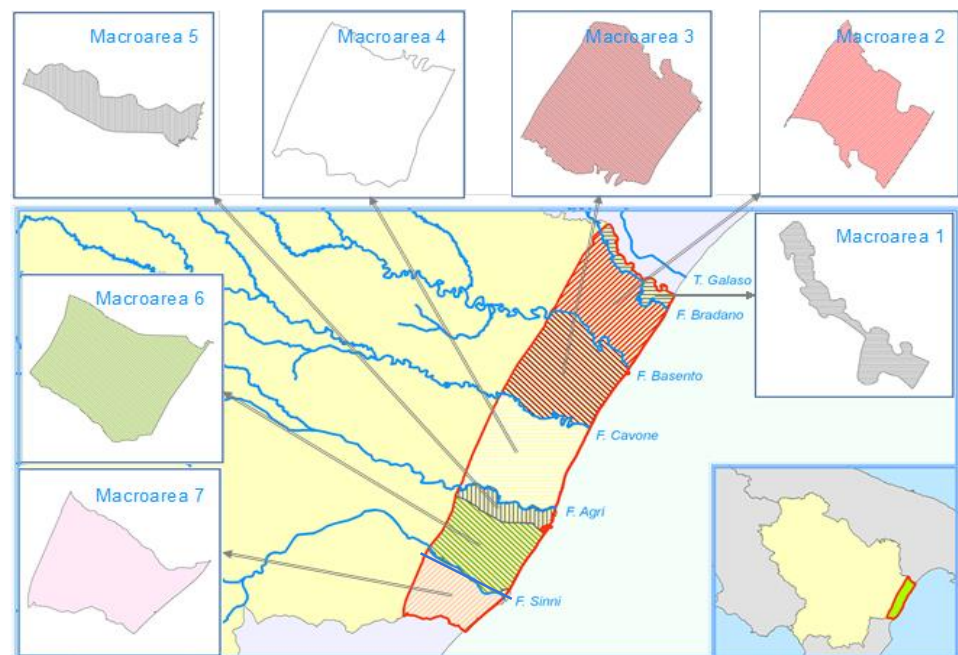 Macroarea 5
Macroarea 4
Macroarea 3
Macroarea 2
Macroarea 1
T. Galaso
F. Bradano
Macroarea 6
F. Basento
F. Cavone
Macroarea 7
F. Agri
F. Sinni